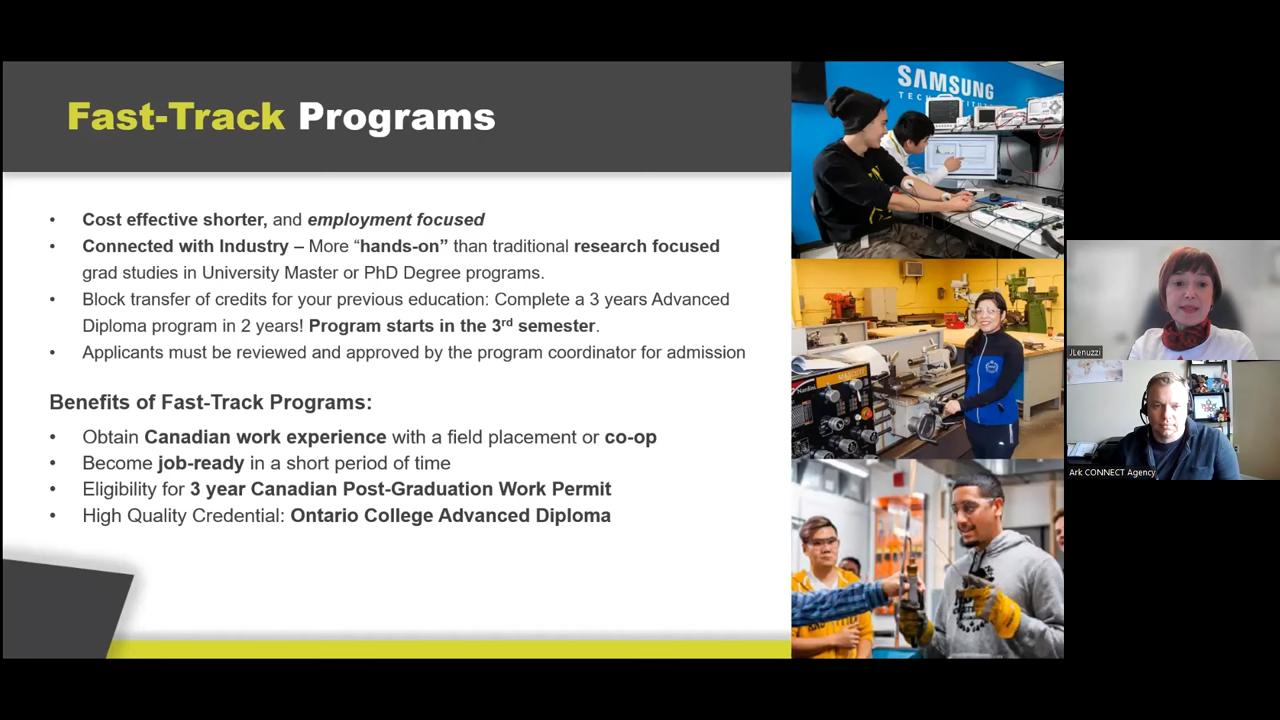 Fast-Track Programs
• Cost effective shorter, and employment focused
• Connected with Industry – More “hands-on” than traditional research focused
grad studies in University Master or PhD Degree programs.
• Block transfer of credits for your previous education: Complete a 3 years Advanced
Diploma program in 2 years! Program starts in the 3rd semester.
• Applicants must be reviewed and approved by the program coordinator for admission
Benefits of Fast-Track Programs:
• Obtain Canadian work experience with a field placement or co-op
• Become job-ready in a short period of time
• Eligibility for 3 year Canadian Post-Graduation Work Permit
• High Quality Credential: Ontario College Advanced Diploma
SAMSUNG
JLenuzzi
Ark CONNECT Agency